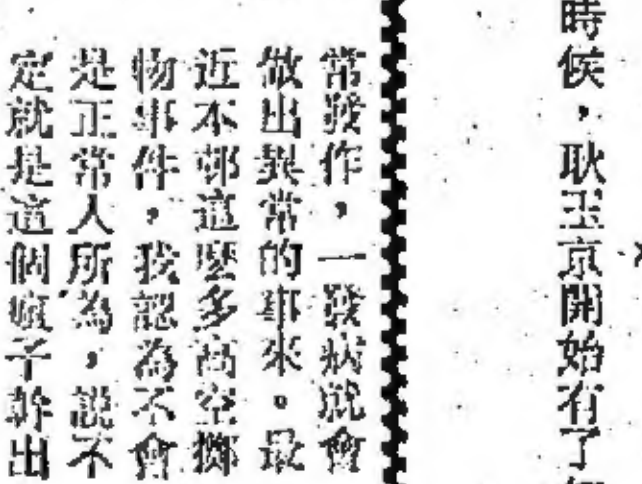 時候，耿玉京開始有了
常發作，一發病就會
做出異常的事來。最
近本邨這麼多高空擲
物事件，我認為不會
是正常人所為，說不
定就是這個瘋子幹出